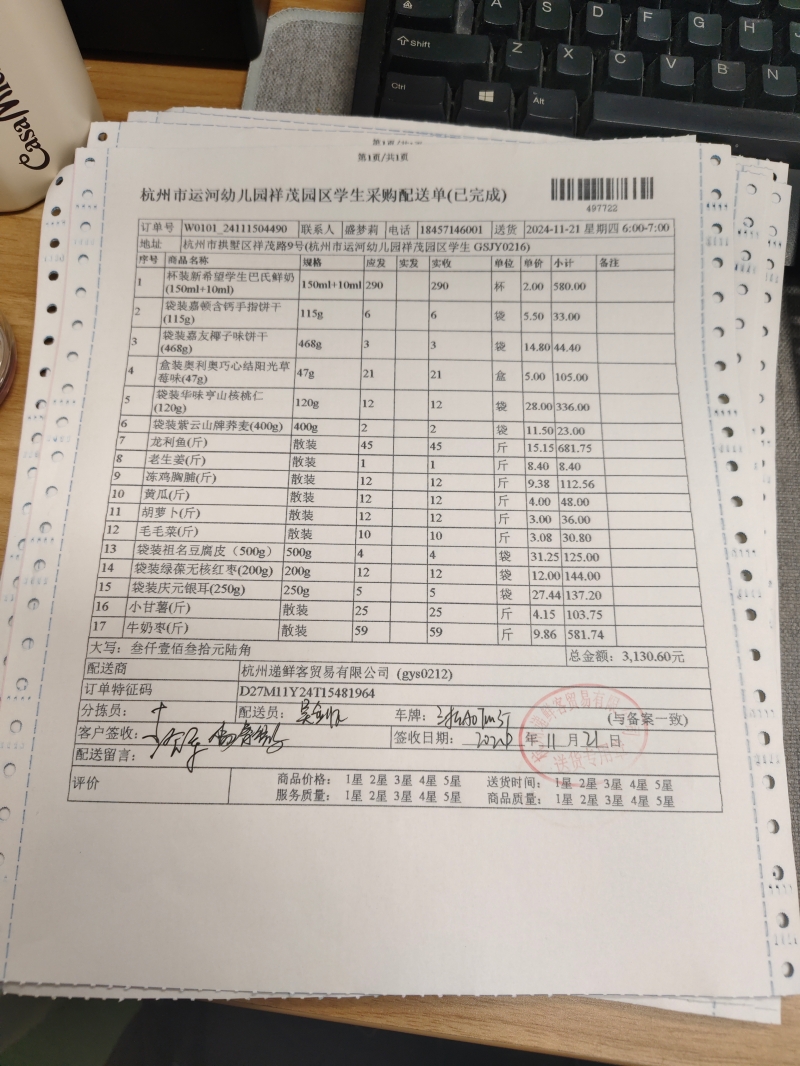 CasaMie
A S D F G H
Shift Z X C V B N
Ctrl Alt
第1页/共1页
第1页/共1页
杭州市运河幼儿园祥茂园区学生采购配送单(已完成)
497722
订单号 W0101_24111504490 联系人 盛梦莉 电话 18457146001 送货 2024-11-21 星期四 6:00-7:00
地址 杭州市拱墅区祥茂路9号(杭州市运河幼儿园祥茂园区学生 GSJY0216)
序号 商品名称 规格 应发 实发 实收 单位 单价 小计 备注
1 杯装新希望学生巴氏鲜奶(150ml+10ml) 150ml+10ml 290 290 杯 2.00 580.00
2 袋装嘉顿含钙手指饼干(115g) 115g 6 6 袋 5.50 33.00
3 袋装嘉友椰子味饼干(468g) 468g 3 3 袋 14.80 44.40
4 盒装奥利奥巧心结阳光草莓味(47g) 47g 21 21 盒 5.00 105.00
5 袋装华味亨山核桃仁(120g) 120g 12 12 袋 28.00 336.00
6 袋装紫云山牌荞麦(400g) 400g 2 2 袋 11.50 23.00
7 龙利鱼(斤) 散装 45 45 斤 15.15 681.75
8 老生姜(斤) 散装 1 1 斤 8.40 8.40
9 冻鸡胸脯(斤) 散装 12 12 斤 9.38 112.56
10 黄瓜(斤) 散装 12 12 斤 4.00 48.00
11 胡萝卜(斤) 散装 12 12 斤 3.00 36.00
12 毛毛菜(斤) 散装 10 10 斤 3.08 30.80
13 袋装祖名豆腐皮（500g） 500g 4 4 袋 31.25 125.00
14 袋装绿葆无核红枣(200g) 200g 12 12 袋 12.00 144.00
15 袋装庆元银耳(250g) 250g 5 5 袋 27.44 137.20
16 小甘薯(斤) 散装 25 25 斤 4.15 103.75
17 牛奶枣(斤) 散装 59 59 斤 9.86 581.74
大写：叁仟壹佰叁拾元陆角 总金额：3,130.60元
配送商 杭州递鲜客贸易有限公司 (gys0212)
订单特征码 D27M11Y24T15481964
分拣员： 配送员： 车牌： (与备案一致)
客户签收： 签收日期： 年 11 月 21 日
配送留言：
评价 商品价格： 1星 2星 3星 4星 5星 送货时间： 1星 2星 3星 4星 5星
服务质量： 1星 2星 3星 4星 5星 商品质量： 1星 2星 3星 4星 5星